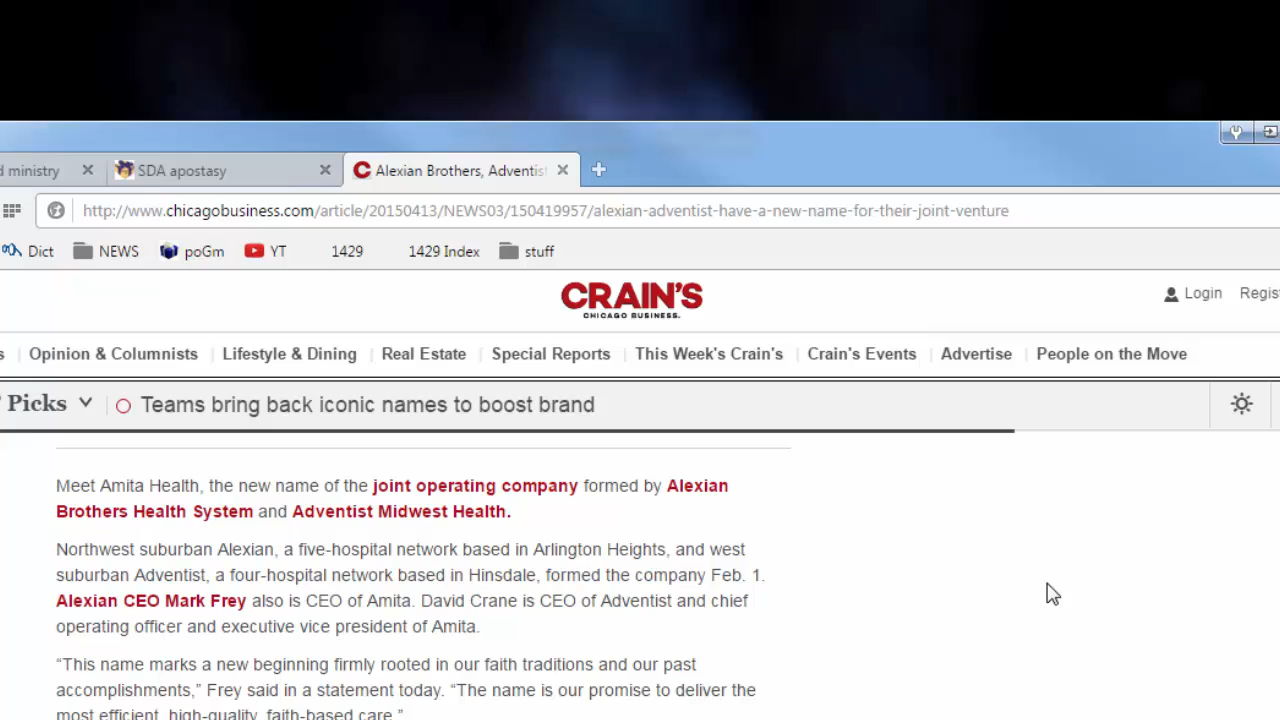 d ministry
SDA apostasy
Alexian Brothers, Adventis
http://www.chicagobusiness.com/article/20150413/NEWS03/150419957/alexian-adventist-have-a-new-name-for-their-joint-venture
Dict NEWS poGm YT 1429 1429 Index stuff
CRAIN'S
CHICAGO BUSINESS.
Login Regis
s Opinion & Columnists Lifestyle & Dining Real Estate Special Reports This Week's Crain's Crain's Events Advertise People on the Move
Picks Teams bring back iconic names to boost brand
Meet Amita Health, the new name of the joint operating company formed by Alexian
Brothers Health System and Adventist Midwest Health.
Northwest suburban Alexian, a five-hospital network based in Arlington Heights, and west
suburban Adventist, a four-hospital network based in Hinsdale, formed the company Feb. 1.
Alexian CEO Mark Frey also is CEO of Amita. David Crane is CEO of Adventist and chief
operating officer and executive vice president of Amita.
“This name marks a new beginning firmly rooted in our faith traditions and our past
accomplishments,” Frey said in a statement today. “The name is our promise to deliver the
most efficient, high-quality, faith-based care.”